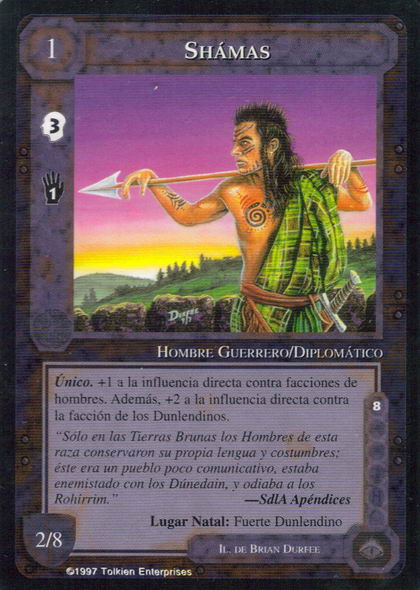 1
SHÁMAS
3
1
DURFEE
97
HOMBRE GUERRERO/DIPLOMÁTICO
Único. +1 a la influencia directa contra facciones de
hombres. Además, +2 a la influencia directa contra
la facción de los Dunlendinos.
8
“Sólo en las Tierras Brunas los Hombres de esta
raza conservaron su propia lengua y costumbres;
éste era un pueblo poco comunicativo, estaba
enemistado con los Dúnedain, y odiaba a los
Rohirrim.” —SdlA Apéndices
Lugar Natal: Fuerte Dunlendino
2/8
IL. DE BRIAN DURFEE
©1997 Tolkien Enterprises